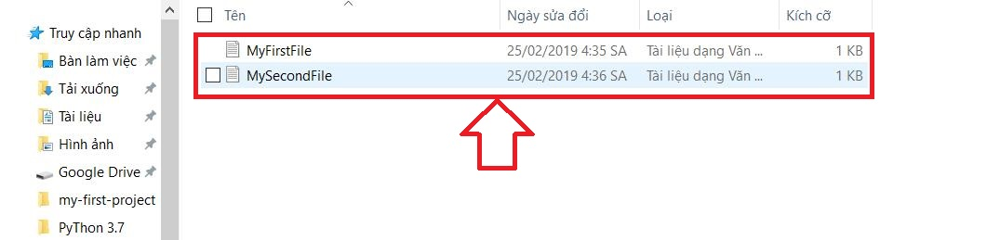 Truy cập nhanh
Bàn làm việc
Tải xuống
Tài liệu
Hình ảnh
Google Drive
my-first-project
PyThon 3.7
Tên Ngày sửa đổi Loại Kích cỡ
MyFirstFile 25/02/2019 4:35 SA Tài liệu dạng Văn ... 1 KB
MySecondFile 25/02/2019 4:36 SA Tài liệu dạng Văn ... 1 KB